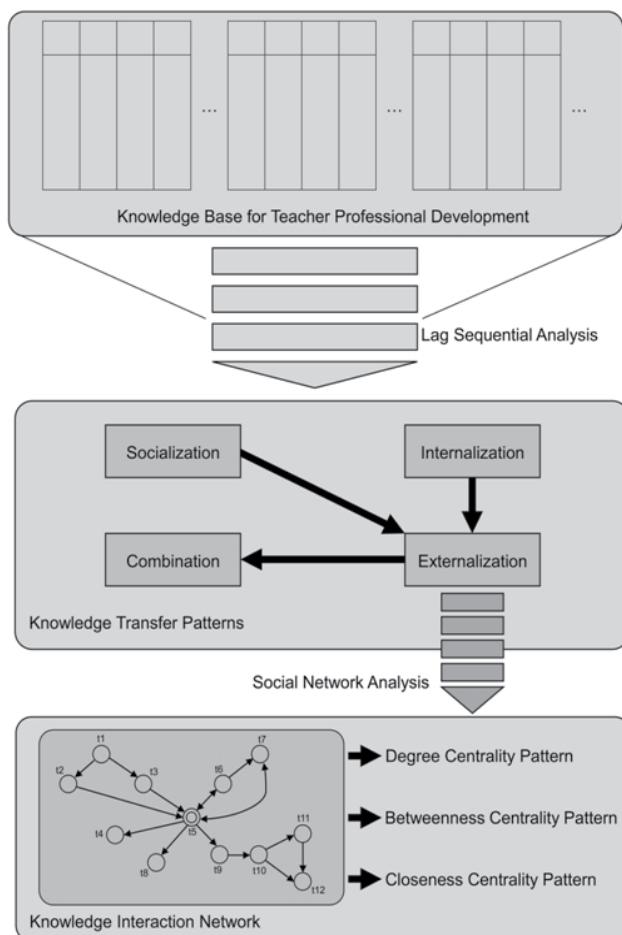 ... ... ...
Knowledge Base for Teacher Professional Development
Lag Sequential Analysis
Socialization
Internalization
Combination
Externalization
Knowledge Transfer Patterns
Social Network Analysis
t1
t7
t2
t3
t6
t4
t5
t11
t8
t9
t10
t12
Degree Centrality Pattern
Betweenness Centrality Pattern
Closeness Centrality Pattern
Knowledge Interaction Network